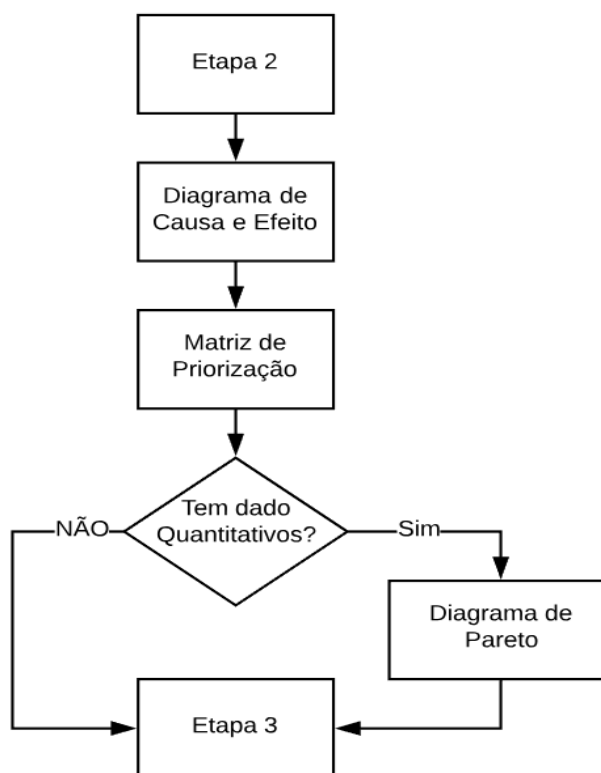 Etapa 2
Diagrama de
Causa e Efeito
Matriz de
Priorização
Tem dado
Quantitativos?
NÃO
Sim
Diagrama de
Pareto
Etapa 3